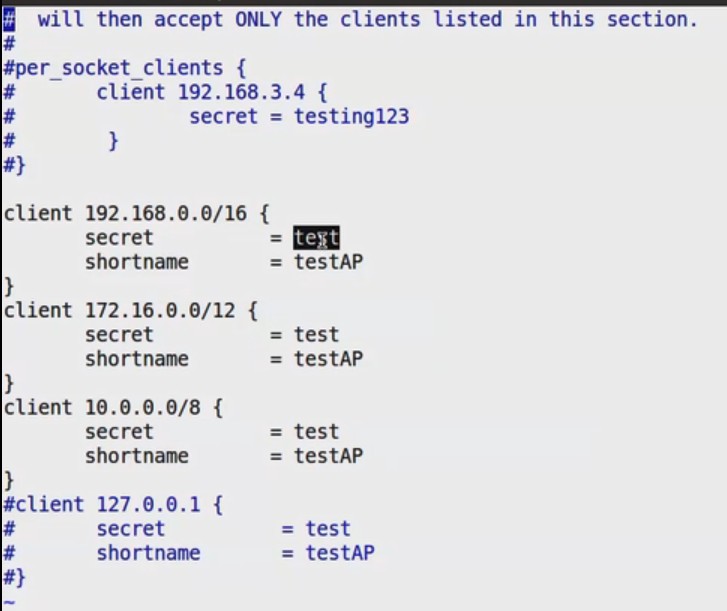 #  will then accept ONLY the clients listed in this section.
#
#per_socket_clients {
#       client 192.168.3.4 {
#               secret = testing123
#        }
#}

client 192.168.0.0/16 {
       secret          = test
       shortname       = testAP
}
client 172.16.0.0/12 {
       secret          = test
       shortname       = testAP
}
client 10.0.0.0/8 {
       secret          = test
       shortname       = testAP
}
#client 127.0.0.1 {
#       secret          = test
#       shortname       = testAP
#}
~